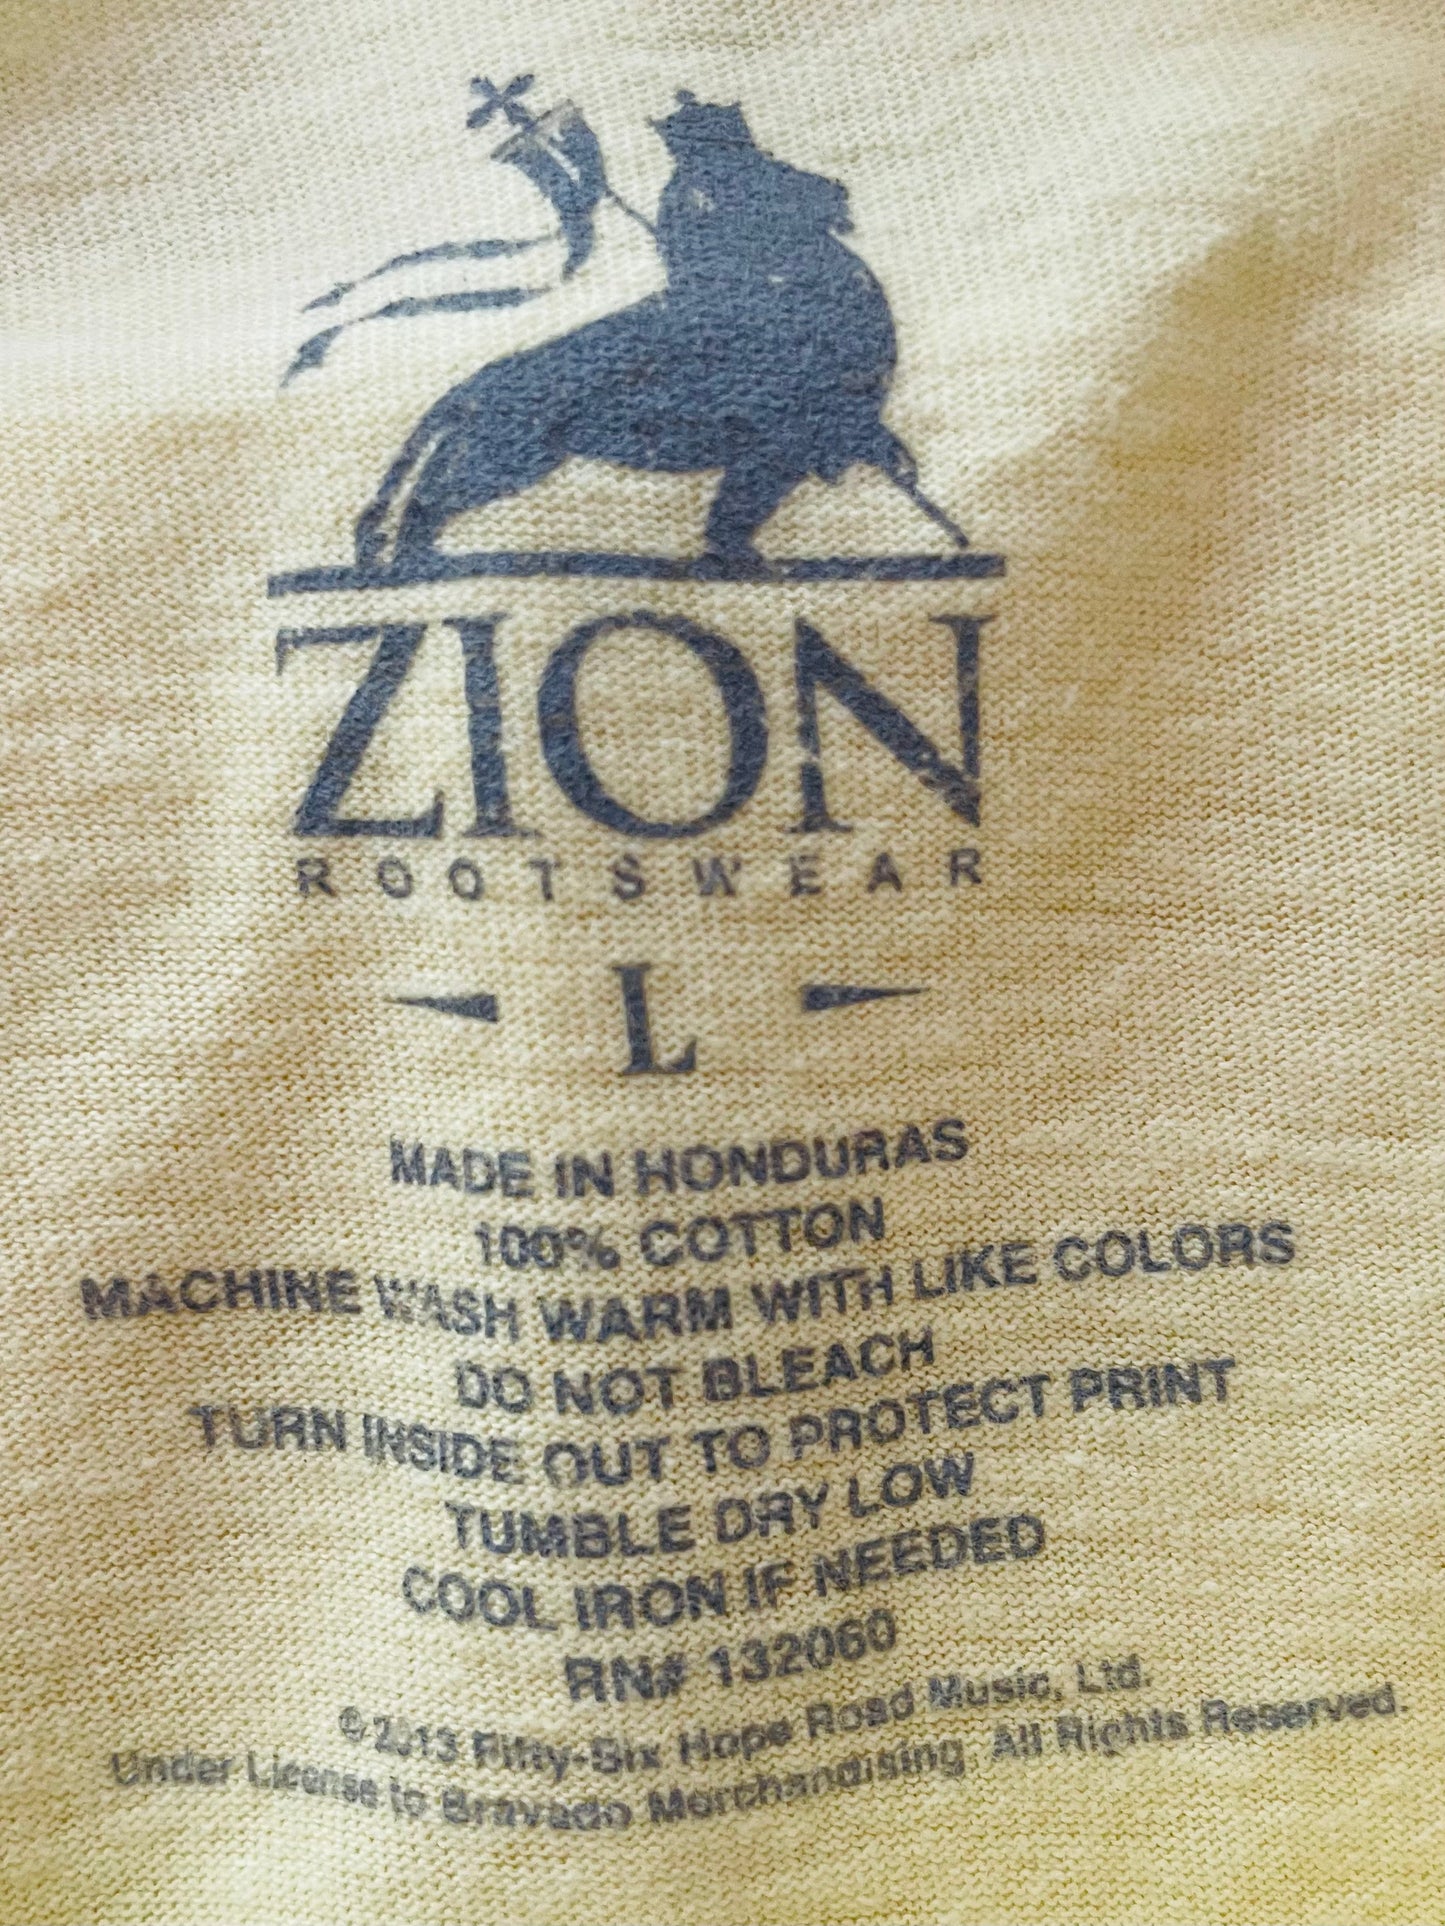 ZION
ROOTSWEAR
L
MADE IN HONDURAS
100% COTTON
MACHINE WASH WARM WITH LIKE COLORS
DO NOT BLEACH
TURN INSIDE OUT TO PROTECT PRINT
TUMBLE DRY LOW
COOL IRON IF NEEDED
RN# 132060
© 2013 Fifty-Six Hope Road Music, Ltd.
Under License to Bravado Merchandising. All Rights Reserved.